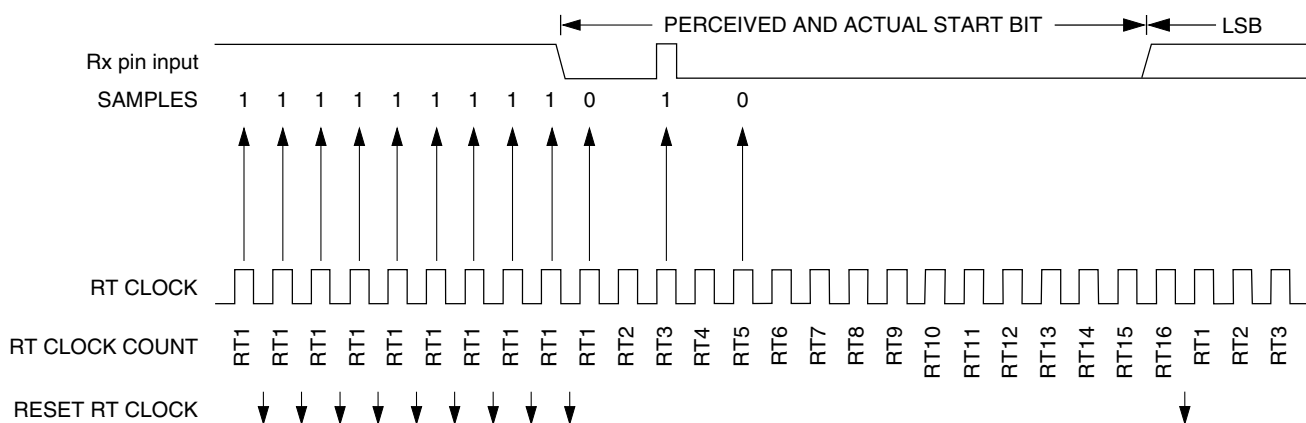 PERCEIVED AND ACTUAL START BIT LSB
Rx pin input
SAMPLES 1 1 1 1 1 1 1 1 1 0 1 0
RT CLOCK
RT CLOCK COUNT RT1 RT1 RT1 RT1 RT1 RT1 RT1 RT1 RT1 RT1 RT2 RT3 RT4 RT5 RT6 RT7 RT8 RT9 RT10 RT11 RT12 RT13 RT14 RT15 RT16 RT1 RT2 RT3
RESET RT CLOCK